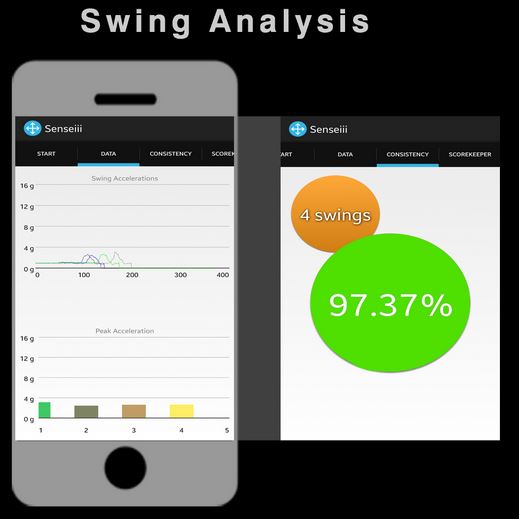 Swing Analysis
Senseiii
START DATA CONSISTENCY SCOREK
Swing Accelerations
16 g
12 g
8 g
4 g
0 g
0 100 200 300 400
Peak Acceleration
16 g
12 g
8 g
4 g
0 g
1 2 3 4 5
Senseiii
ART DATA CONSISTENCY SCOREKEEPER
4 swings
97.37%